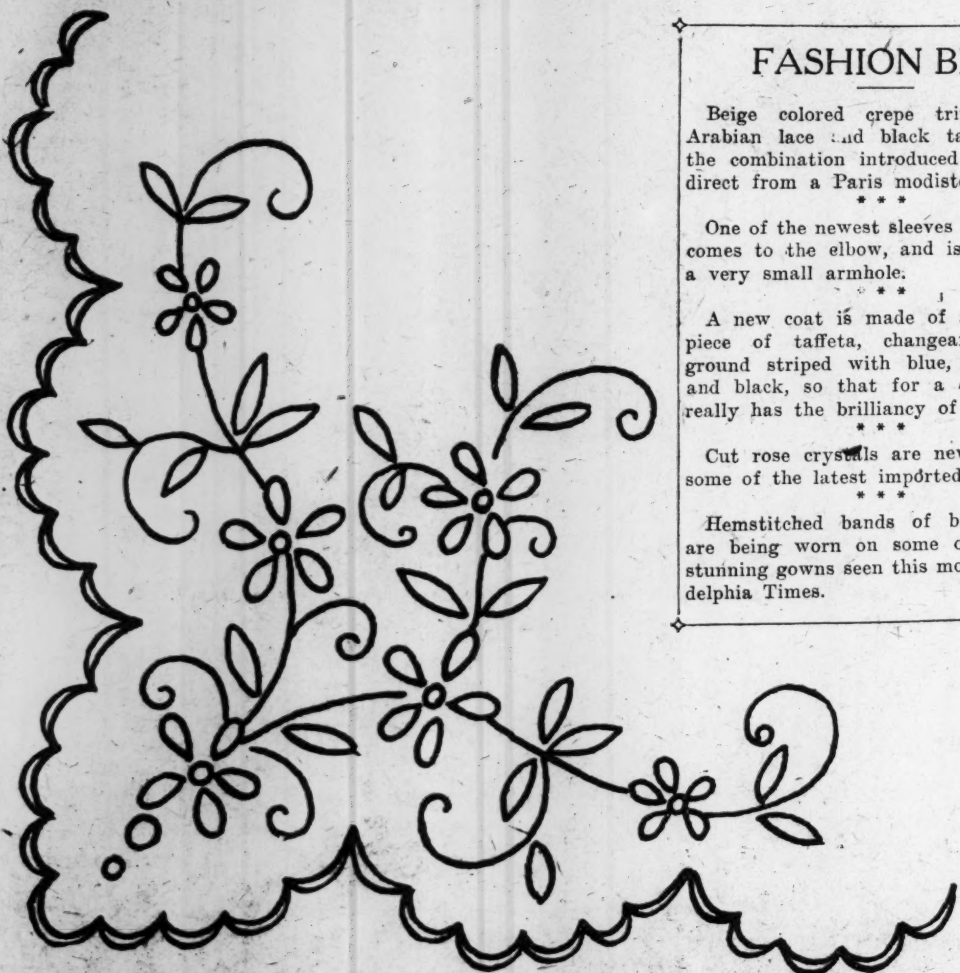 FASHION B
Beige colored crepe tri
Arabian lace and black ta
the combination introduced
direct from a Paris modiste
* * *
One of the newest sleeves
comes to the elbow, and is
a very small armhole.
* * *
A new coat is made of
piece of taffeta, changea
ground striped with blue,
and black, so that for a
really has the brilliancy of
* * *
Cut rose crystals are ne
some of the latest imported
* * *
Hemstitched bands of b
are being worn on some o
stunning gowns seen this mo
delphia Times.